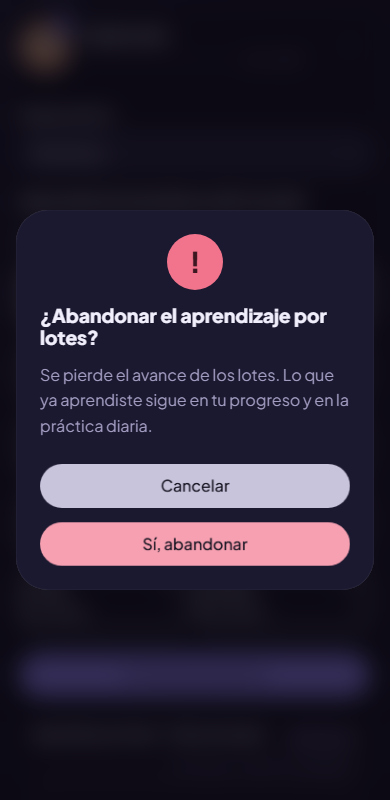 !
¿Abandonar el aprendizaje por
lotes?
Se pierde el avance de los lotes. Lo que
ya aprendiste sigue en tu progreso y en la
práctica diaria.
Cancelar
Sí, abandonar